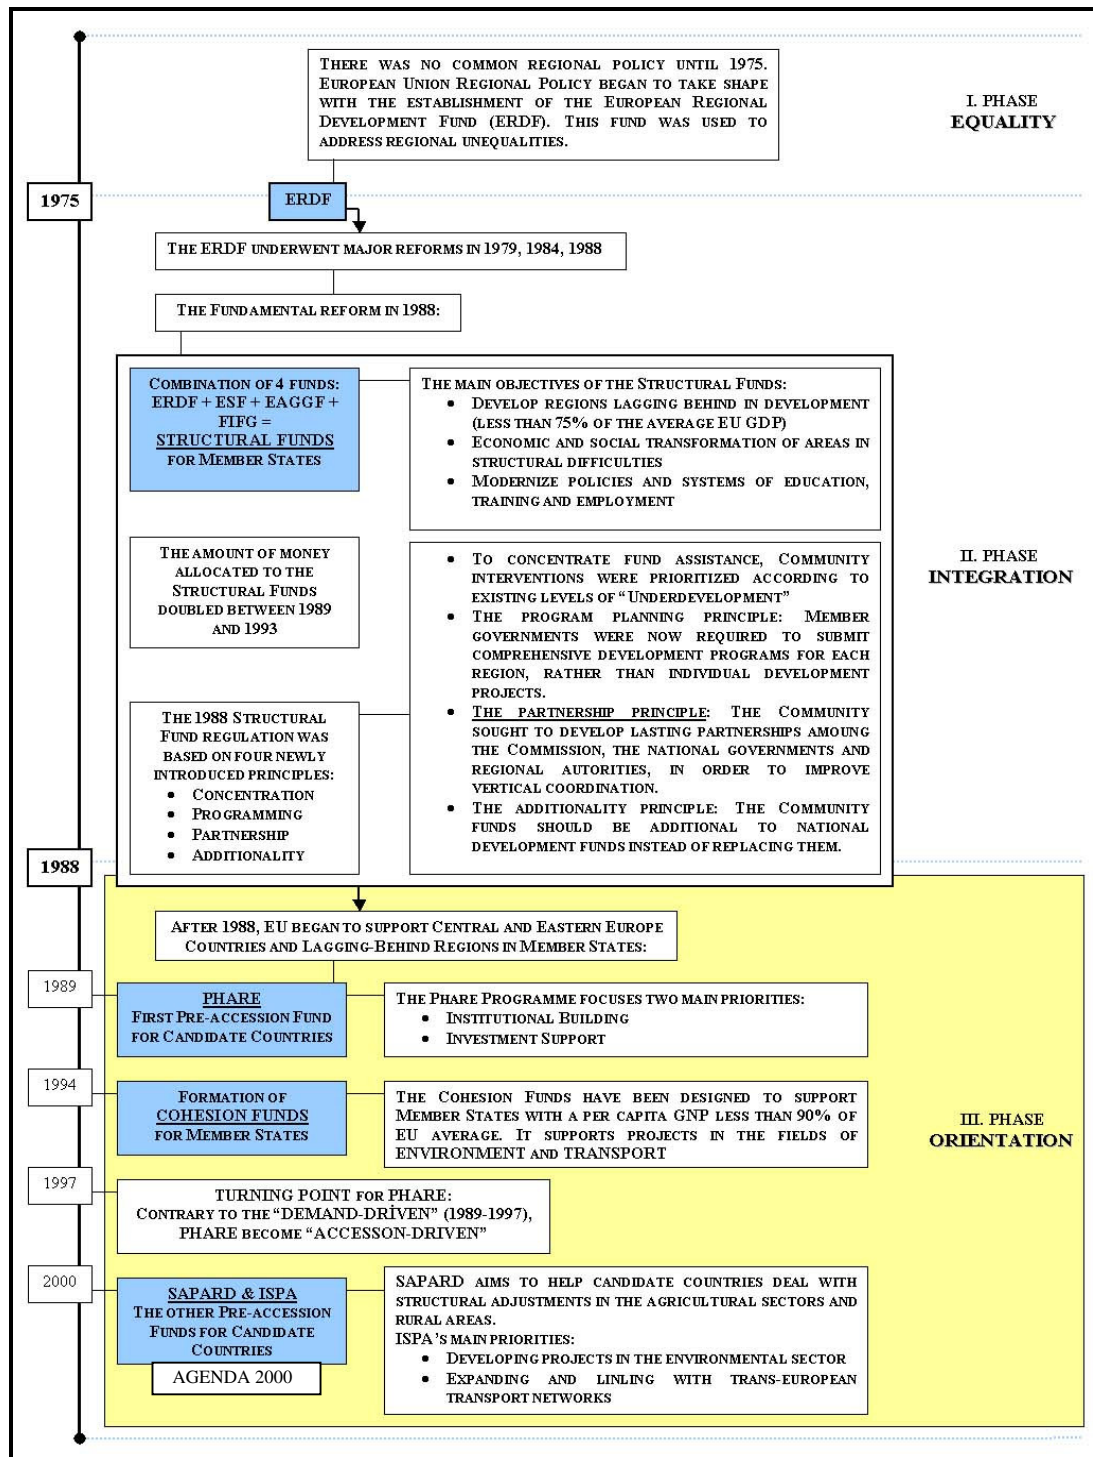 THERE WAS NO COMMON REGIONAL POLICY UNTIL 1975.
EUROPEAN UNION REGIONAL POLICY BEGAN TO TAKE SHAPE
WITH THE ESTABLISHMENT OF THE EUROPEAN REGIONAL
DEVELOPMENT FUND (ERDF). THIS FUND WAS USED TO
ADDRESS REGIONAL UNEQUALITIES.
I. PHASE
EQUALITY
1975
ERDF
THE ERDF UNDERWENT MAJOR REFORMS IN 1979, 1984, 1988
THE FUNDAMENTAL REFORM IN 1988:
COMBINATION OF 4 FUNDS:
ERDF + ESF + EAGGF +
FIFG =
STRUCTURAL FUNDS
FOR MEMBER STATES
THE MAIN OBJECTIVES OF THE STRUCTURAL FUNDS:
• DEVELOP REGIONS LAGGING BEHIND IN DEVELOPMENT
(LESS THAN 75% OF THE AVERAGE EU GDP)
• ECONOMIC AND SOCIAL TRANSFORMATION OF AREAS IN
STRUCTURAL DIFFICULTIES
• MODERNIZE POLICIES AND SYSTEMS OF EDUCATION,
TRAINING AND EMPLOYMENT
THE AMOUNT OF MONEY
ALLOCATED TO THE
STRUCTURAL FUNDS
DOUBLED BETWEEN 1989
AND 1993
II. PHASE
INTEGRATION
THE 1988 STRUCTURAL
FUND REGULATION WAS
BASED ON FOUR NEWLY
INTRODUCED PRINCIPLES:
• CONCENTRATION
• PROGRAMMING
• PARTNERSHIP
• ADDITIONALITY
• TO CONCENTRATE FUND ASSISTANCE, COMMUNITY
INTERVENTIONS WERE PRIORITIZED ACCORDING TO
EXISTING LEVELS OF “UNDERDEVELOPMENT”
• THE PROGRAM PLANNING PRINCIPLE: MEMBER
GOVERNMENTS WERE NOW REQUIRED TO SUBMIT
COMPREHENSIVE DEVELOPMENT PROGRAMS FOR EACH
REGION, RATHER THAN INDIVIDUAL DEVELOPMENT
PROJECTS.
• THE PARTNERSHIP PRINCIPLE: THE COMMUNITY
SOUGHT TO DEVELOP LASTING PARTNERSHIPS AMOUNG
THE COMMISSION, THE NATIONAL GOVERNMENTS AND
REGIONAL AUTORITIES, IN ORDER TO IMPROVE
VERTICAL COORDINATION.
• THE ADDITIONALITY PRINCIPLE: THE COMMUNITY
FUNDS SHOULD BE ADDITIONAL TO NATIONAL
DEVELOPMENT FUNDS INSTEAD OF REPLACING THEM.
1988
AFTER 1988, EU BEGAN TO SUPPORT CENTRAL AND EASTERN EUROPE
COUNTRIES AND LAGGING-BEHIND REGIONS IN MEMBER STATES:
1989
PHARE
FIRST PRE-ACCESSION FUND
FOR CANDIDATE COUNTRIES
THE PHARE PROGRAMME FOCUSES TWO MAIN PRIORITIES:
• INSTITUTIONAL BUILDING
• INVESTMENT SUPPORT
1994
FORMATION OF
COHESION FUNDS
FOR MEMBER STATES
THE COHESION FUNDS HAVE BEEN DESIGNED TO SUPPORT
MEMBER STATES WITH A PER CAPITA GNP LESS THAN 90% OF
EU AVERAGE. IT SUPPORTS PROJECTS IN THE FIELDS OF
ENVIRONMENT AND TRANSPORT
III. PHASE
ORIENTATION
1997
TURNING POINT FOR PHARE:
CONTRARY TO THE “DEMAND-DRİVEN” (1989-1997),
PHARE BECOME “ACCESSON-DRIVEN”
2000
SAPARD & ISPA
THE OTHER PRE-ACCESSION
FUNDS FOR CANDIDATE
COUNTRIES
AGENDA 2000
SAPARD AIMS TO HELP CANDIDATE COUNTRIES DEAL WITH
STRUCTURAL ADJUSTMENTS IN THE AGRICULTURAL SECTORS AND
RURAL AREAS.
ISPA'S MAIN PRIORITIES:
• DEVELOPING PROJECTS IN THE ENVIRONMENTAL SECTOR
• EXPANDING AND LINLING WITH TRANS-EUROPEAN
TRANSPORT NETWORKS